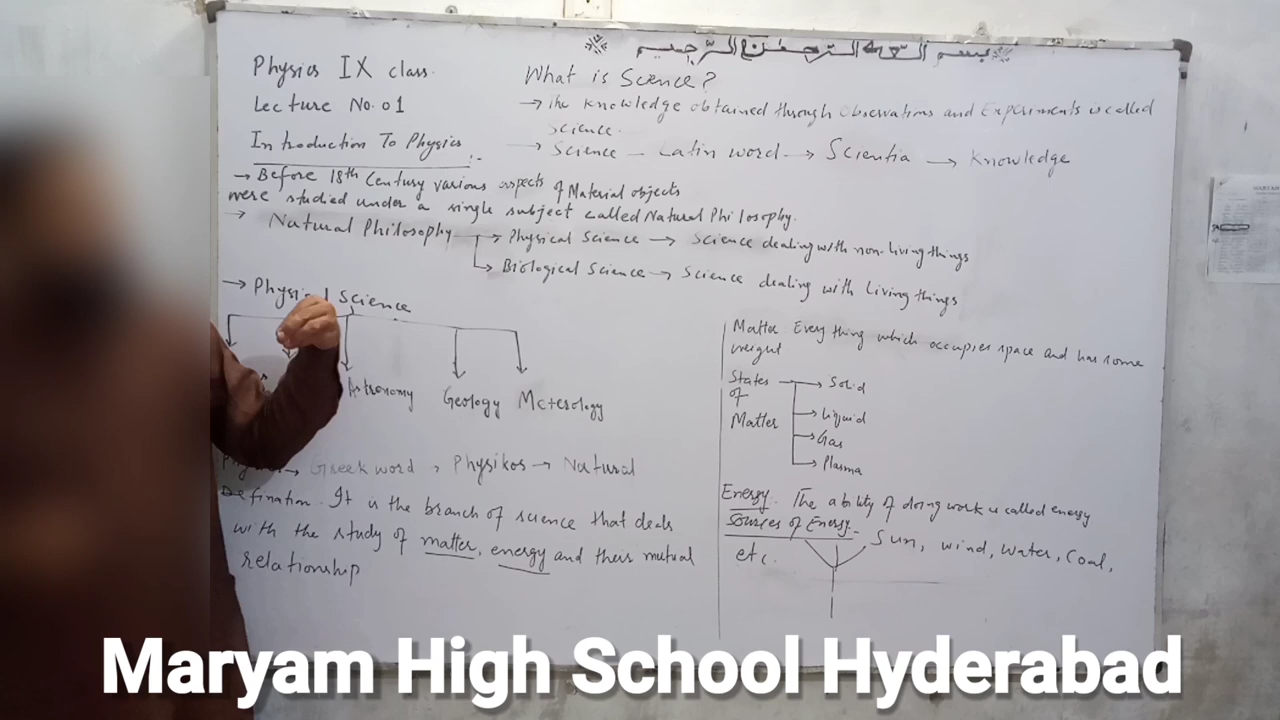 بسم الله الرحمن الرحيم
Physics IX class.
Lecture No. 01
Introduction To Physics :-
What is Science?
→ The Knowledge obtained through Observations and Experiments is called
Science.
→ Science – Latin word → Scientia → Knowledge
→ Before 18th Century various aspects of Material objects
were studied under a single subject called Natural Philosophy.
→ Natural Philosophy → Physical Science → Science dealing with non-living things
→ Biological Science → Science dealing with Living things
→ Physical Science
Astronomy Geology Meterology
→ Greek word, Physikos → Natural
Defination. It is the branch of science that deals
with the study of matter, energy and theis mutual
relationship
Matter Every thing which occupies space and has some
weight
States of Matter → Solid
→ Liquid
→ Gas
→ Plasma
Energy. The ability of doing work is called energy
Sources of Energy - Sun, wind, water, Coal,
etc.
Maryam High School Hyderabad